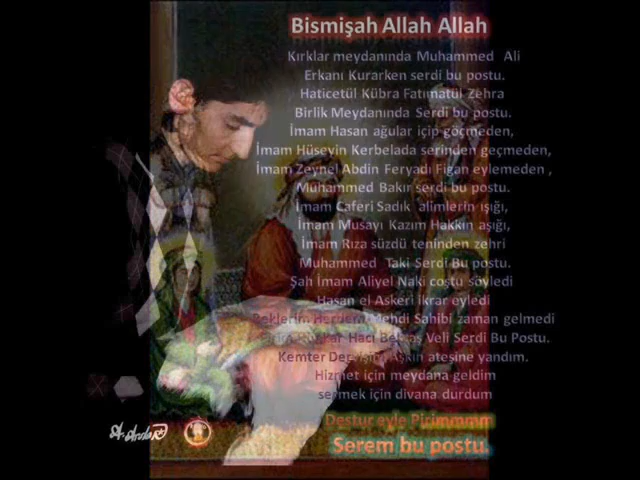 Bismişah Allah Allah
Kırklar meydanında Muhammed Ali
Erkanı Kurarken serdi bu postu.
Haticetül Kübra Fatımatül Zehra
Birlik Meydanında Serdi bu postu.
İmam Hasan ağular içip göçmeden,
İmam Hüseyin Kerbelada serinden geçmeden,
İmam Zeynel Abdin Feryadı Figan eylemeden ,
Muhammed Bakır serdi bu postu.
İmam Caferi Sadık alimlerin ışığı,
İmam Musayı Kazım Hakkın aşığı,
İmam Rıza süzdü teninden zehri
Muhammed Taki Serdi Bu postu.
Şah İmam Aliyel Naki coştu söyledi
Hasan el Askeri İkrar eyledi
Beklerim Mehdi Sahibi zaman gelmedi
Hacı Bektaş Veli Serdi Bu Postu.
Kemter Aşkın atesine yandım.
Hizmet için meydana geldim
sermek için divana durdum
Destur eyle Pirimmmm
Serem bu postu.